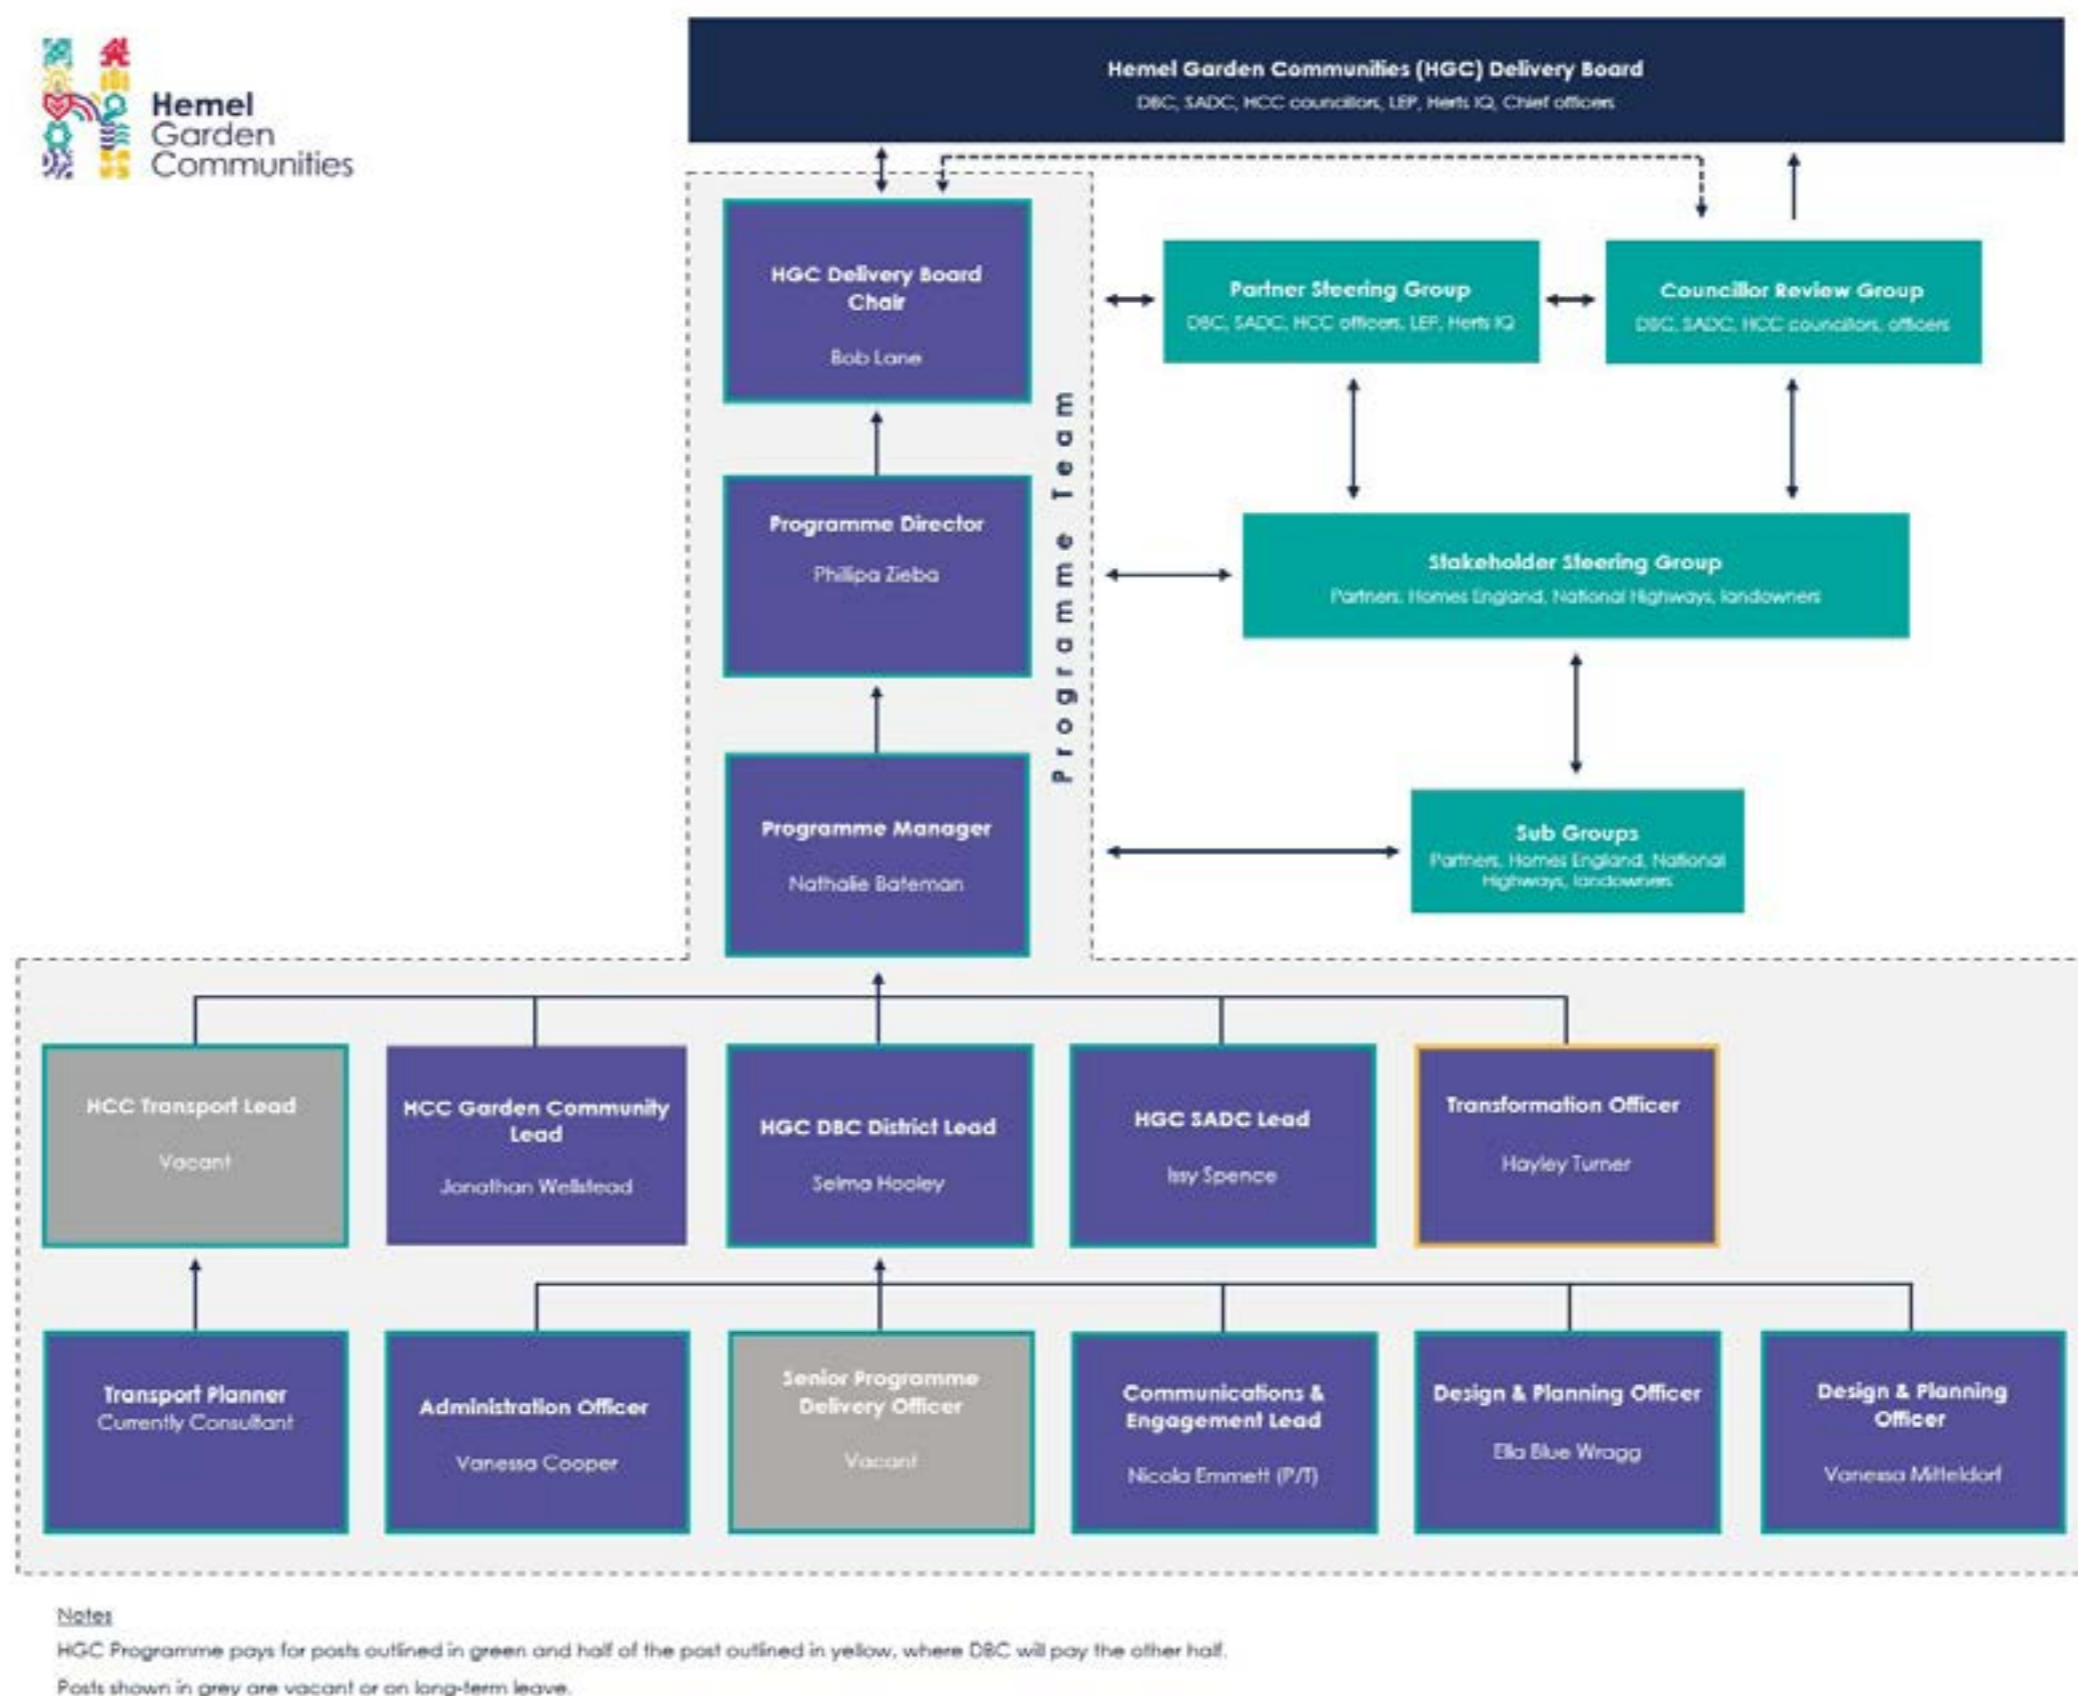 Hemel
Garden
Communities
Hemel Garden Communities (HGC) Delivery Board
DBC, SADC, HCC councillors, LEP, Herts IQ, Chief officers
HGC Delivery Board
Chair
Bob Lane
Partner Steering Group
DBC, SADC, HCC officers, LEP, Herts IQ
Councillor Review Group
DBC, SADC, HCC councillors, officers
Programme Team
Programme Director
Phillipa Zieba
Stakeholder Steering Group
Partners, Homes England, National Highways, landowners
Programme Manager
Nathalie Bateman
Sub Groups
Partners, Homes England, National
Highways, landowners
HCC Transport Lead
Vacant
HCC Garden Community
Lead
Jonathan Wellstead
HGC DBC District Lead
Selma Hooley
HGC SADC Lead
Issy Spence
Transformation Officer
Hayley Turner
Transport Planner
Currently Consultant
Administration Officer
Vanessa Cooper
Senior Programme
Delivery Officer
Vacant
Communications &
Engagement Lead
Nicola Emmett (P/T)
Design & Planning Officer
Ella Blue Wragg
Design & Planning
Officer
Vanessa Mitteldorf
Notes
HGC Programme pays for posts outlined in green and half of the post outlined in yellow, where DBC will pay the other half.
Posts shown in grey are vacant or on long-term leave.